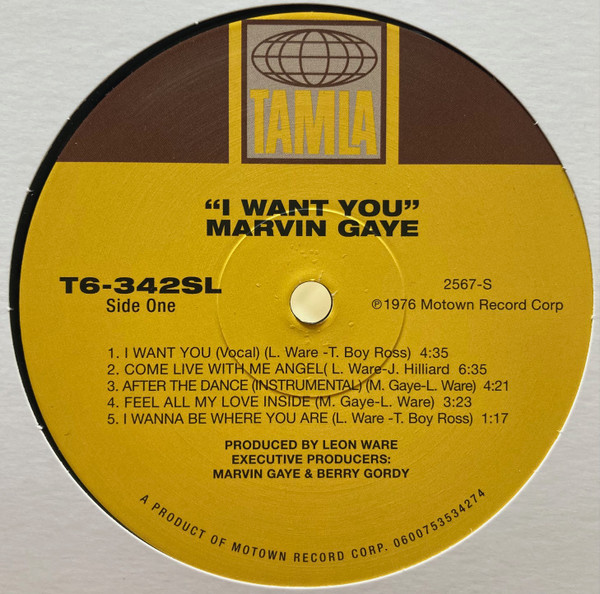 TAMLA
“I WANT YOU”
MARVIN GAYE
T6-342SL
Side One
2567-S
℗1976 Motown Record Corp
1. I WANT YOU (Vocal) (L. Ware -T. Boy Ross) 4:35
2. COME LIVE WITH ME ANGEL( L. Ware-J. Hilliard 6:35
3. AFTER THE DANCE (INSTRUMENTAL) (M. Gaye-L. Ware) 4:21
4. FEEL ALL MY LOVE INSIDE (M. Gaye-L. Ware) 3:23
5. I WANNA BE WHERE YOU ARE (L. Ware -T. Boy Ross) 1:17
PRODUCED BY LEON WARE
EXECUTIVE PRODUCERS:
MARVIN GAYE & BERRY GORDY
A PRODUCT OF MOTOWN RECORD CORP. 0600753534274